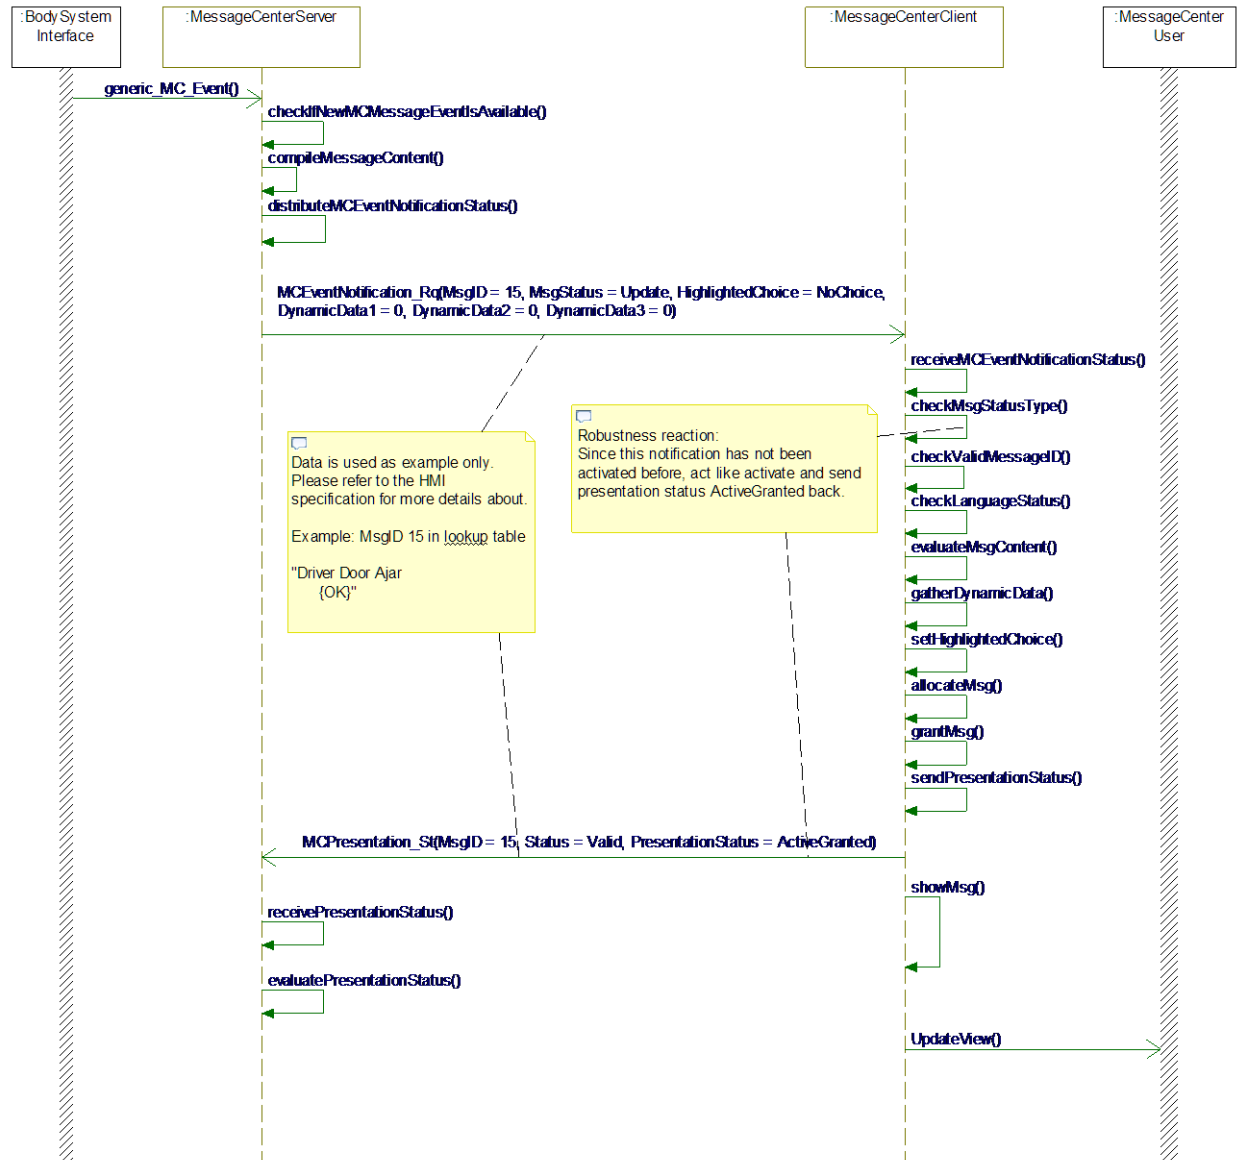 :BodySystem
Interface
:MessageCenterServer
:MessageCenterClient
:MessageCenter
User
generic_MC_Event()
checkIfNewMCMessageEventIsAvailable()
compileMessageContent()
distributeMCEventNotificationStatus()
MCEventNotification_Rq(MsgID = 15, MsgStatus = Update, HighlightedChoice = NoChoice,
DynamicData1 = 0, DynamicData2 = 0, DynamicData3 = 0)
receiveMCEventNotificationStatus()
checkMsgStatusType()
Robustness reaction:
Since this notification has not been
activated before, act like activate and send
presentation status ActiveGranted back.
Data is used as example only.
Please refer to the HMI
specification for more details about.
Example: MsgID 15 in lookup table
"Driver Door Ajar
{OK}"
checkValidMessageID()
checkLanguageStatus()
evaluateMsgContent()
gatherDynamicData()
setHighlightedChoice()
allocateMsg()
grantMsg()
sendPresentationStatus()
MCPresentation_St(MsgID = 15, Status = Valid, PresentationStatus = ActiveGranted)
showMsg()
receivePresentationStatus()
evaluatePresentationStatus()
UpdateView()